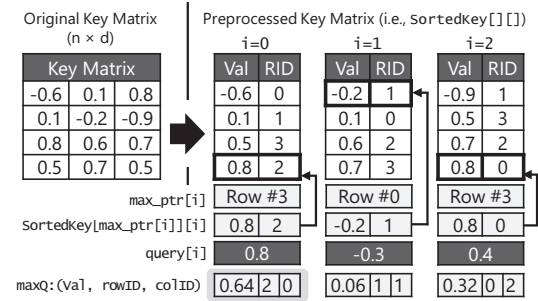 Original Key Matrix
(n × d)
Preprocessed Key Matrix (i.e., SortedKey[][])
i=0 i=1 i=2
Key Matrix
Val RID Val RID Val RID
-0.6 0.1 0.8
0.1 -0.2 -0.9
0.8 0.6 0.7
0.5 0.7 0.5
-0.6 0 -0.2 1 -0.9 1
0.1 1 0.1 0 0.5 3
0.5 3 0.6 2 0.7 2
0.8 2 0.7 3 0.8 0
max_ptr[i] Row #3 Row #0 Row #3
SortedKey[max_ptr[i]][i] 0.8 2 -0.2 1 0.8 0
query[i] 0.8 -0.3 0.4
maxQ:(Val, rowID, colID) 0.64 2 0 0.06 1 1 0.32 0 2